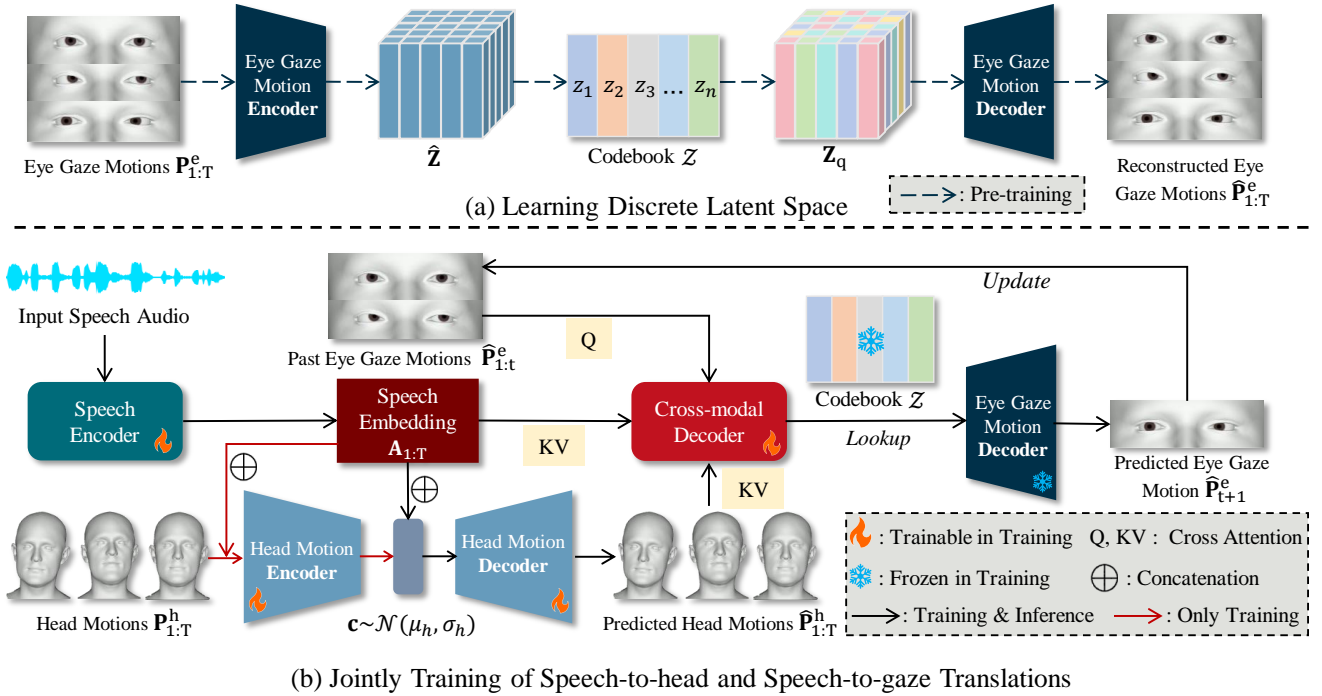 Eye Gaze
Motion
Encoder
Eye Gaze Motions P^e_{1:T}
Ẑ
z_1 z_2 z_3 ... z_n
Codebook 𝒵
Z_q
Eye Gaze
Motion
Decoder
Reconstructed Eye
Gaze Motions P̂^e_{1:T}
: Pre-training
(a) Learning Discrete Latent Space
Input Speech Audio
Past Eye Gaze Motions P̂^e_{1:t}
Q
Update
Speech
Encoder
Speech
Embedding
A_{1:T}
KV
Cross-modal
Decoder
KV
Codebook 𝒵
Lookup
Eye Gaze
Motion
Decoder
Predicted Eye Gaze
Motion P̂^e_{t+1}
Head Motions P^h_{1:T}
Head Motion
Encoder
c~𝒩(μ_h, σ_h)
Head Motion
Decoder
Predicted Head Motions P̂^h_{1:T}
: Trainable in Training Q, KV : Cross Attention
: Frozen in Training ⊕ : Concatenation
: Training & Inference : Only Training
(b) Jointly Training of Speech-to-head and Speech-to-gaze Translations